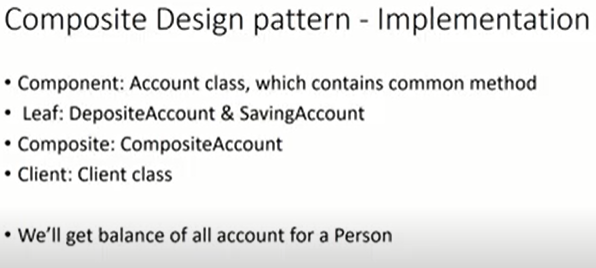 Composite Design pattern - Implementation
• Component: Account class, which contains common method
• Leaf: DepositeAccount & SavingAccount
• Composite: CompositeAccount
• Client: Client class
• We'll get balance of all account for a Person